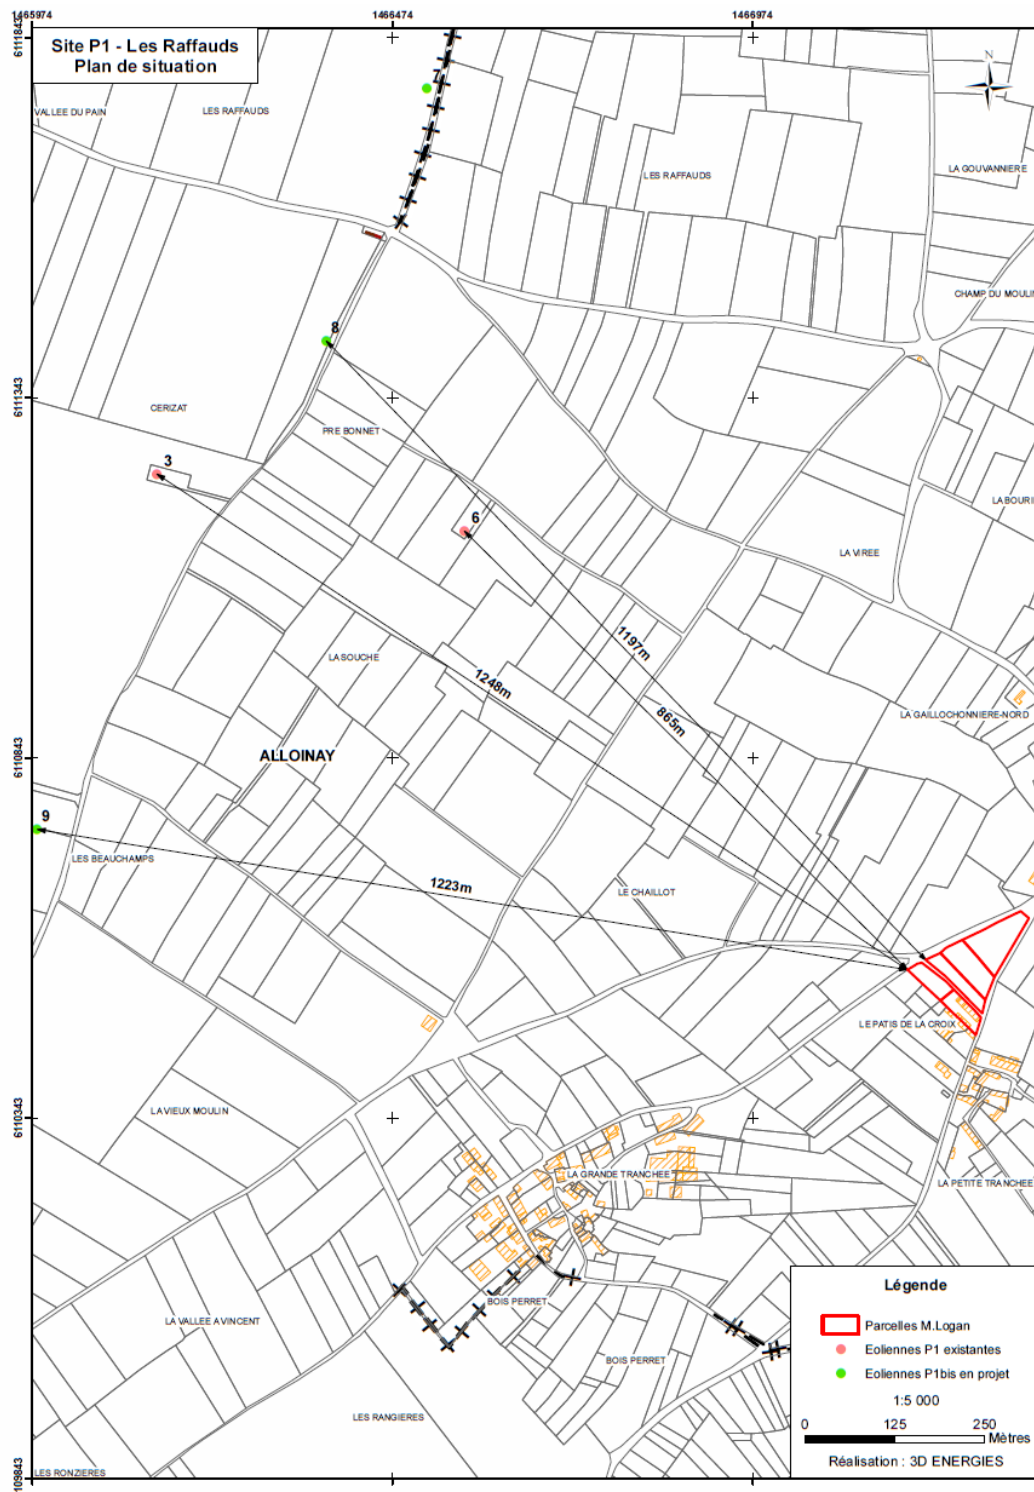 1465974
1466474
1466974
6111843
Site P1 - Les Raffauds
Plan de situation
N
7
VALLEE DU PAIN
LES RAFFAUDS
LA GOUVANNIERE
LES RAFFAUDS
CHAMP DU MOULI
8
6111343
CERIZAT
PRE BONNET
3
6
LA BOURI
LA VIREE
1197m
LA SOUCHE
1248m
865m
LA GAILLOCHONNIERE-NORD
ALLOINAY
6110843
9
LES BEAUCHAMPS
1223m
LE CHAILLOT
LE PATIS DE LA CROIX
6110343
LA VIEUX MOULIN
LA GRANDE TRANCHEE
LA PETITE TRANCHEE
BOIS PERRET
LA VALLEE A VINCENT
BOIS PERRET
LES RANGIERES
LES RONZIERES
109843
Légende
Parcelles M.Logan
Eoliennes P1 existantes
Eoliennes P1bis en projet
1:5 000
0 125 250
Mètres
Réalisation : 3D ENERGIES